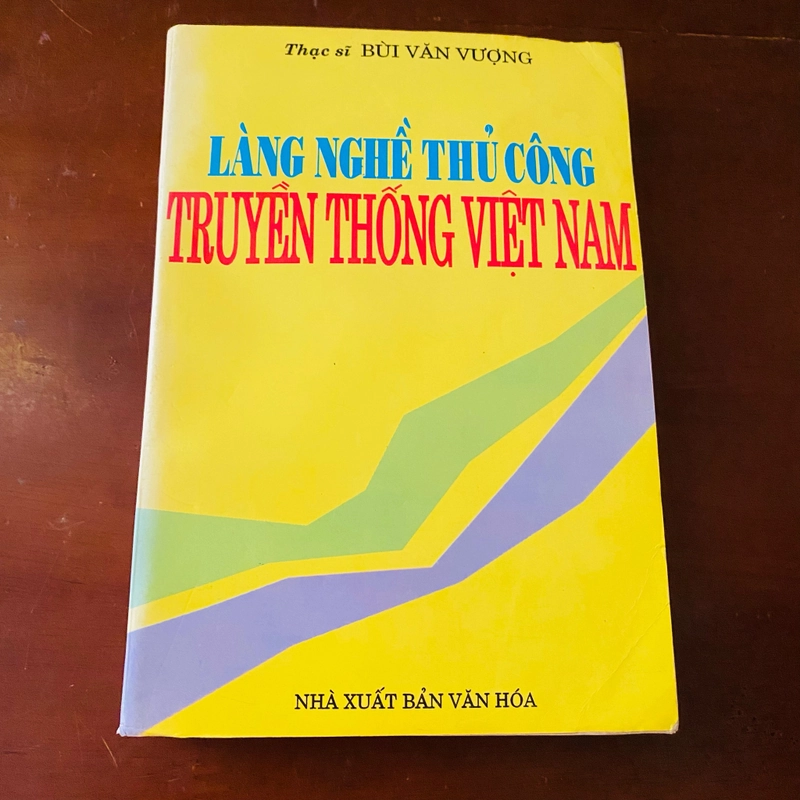 Thạc sĩ BÙI VĂN VƯỢNG
LÀNG NGHỀ THỦ CÔNG
TRUYỀN THỐNG VIỆT NAM
NHÀ XUẤT BẢN VĂN HÓA